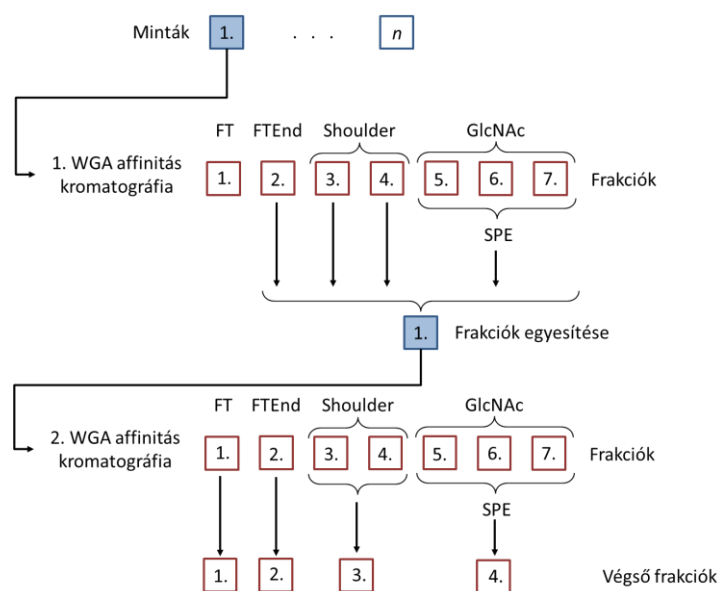 Minták 1. . . . n
FT FTEnd Shoulder GlcNAc
1. WGA affinitás
kromatográfia
1. 2. 3. 4. 5. 6. 7. Frakciók
SPE
1. Frakciók egyesítése
FT FTEnd Shoulder GlcNAc
2. WGA affinitás
kromatográfia
1. 2. 3. 4. 5. 6. 7. Frakciók
SPE
1. 2. 3. 4. Végső frakciók